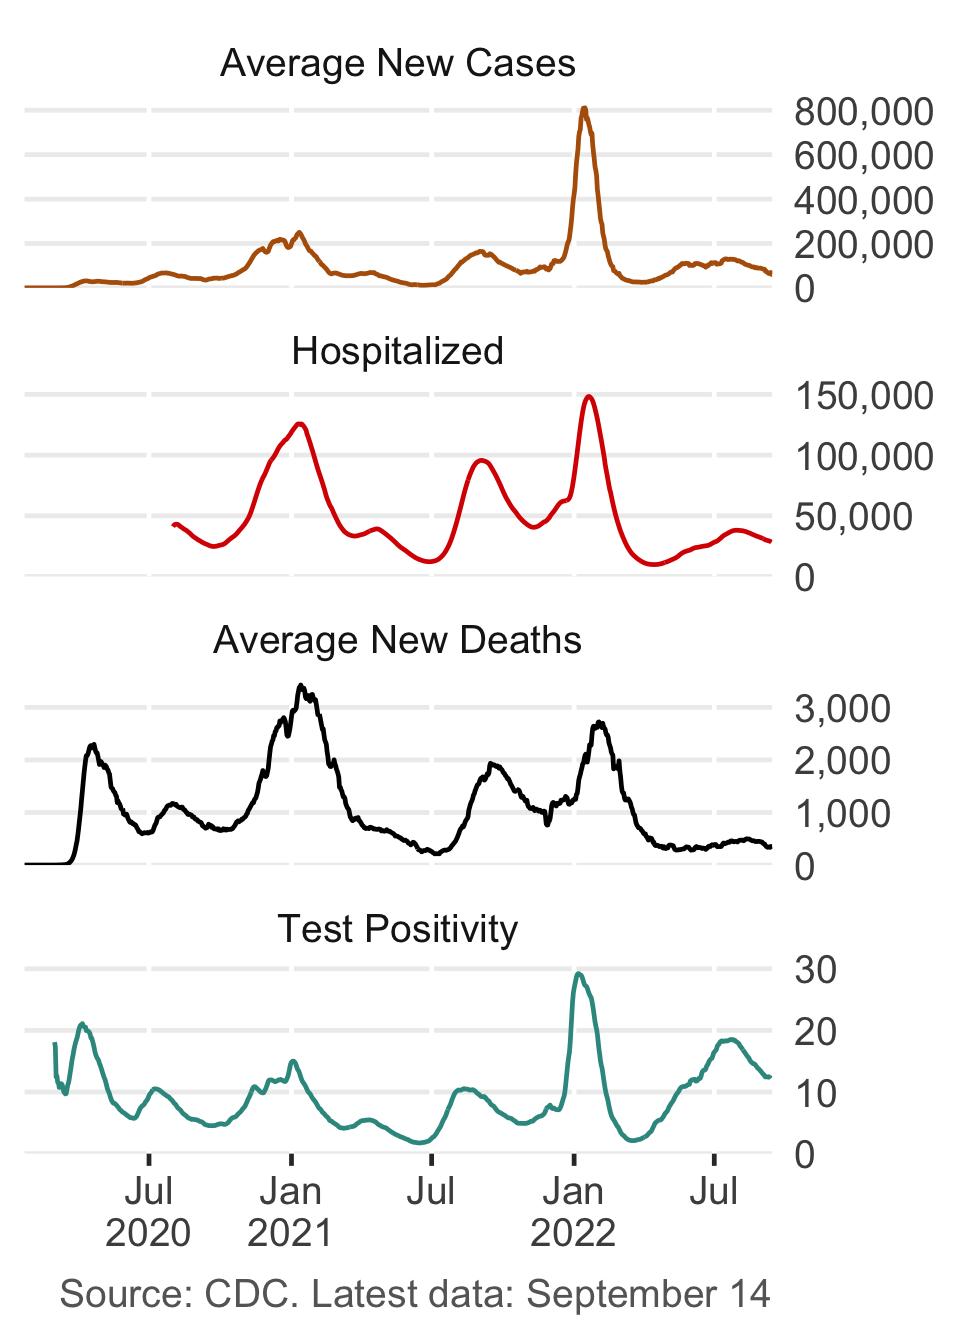 Average New Cases
800,000
600,000
400,000
200,000
0
Hospitalized
150,000
100,000
50,000
0
Average New Deaths
3,000
2,000
1,000
0
Test Positivity
30
20
10
0
Jul Jan Jul Jan Jul
2020 2021 2022
Source: CDC. Latest data: September 14